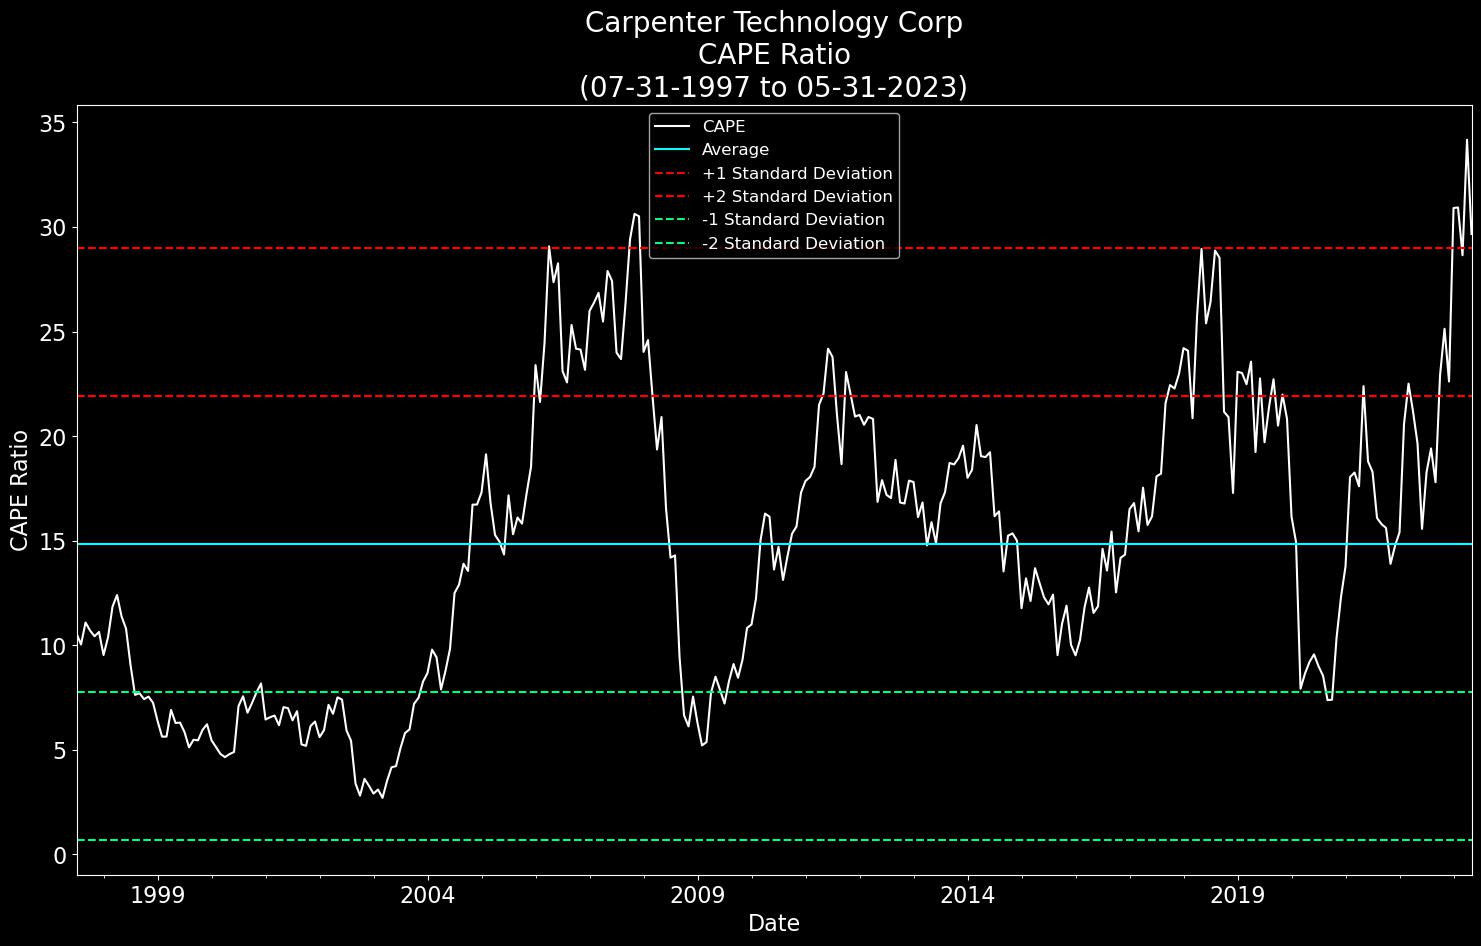 Carpenter Technology Corp
CAPE Ratio
(07-31-1997 to 05-31-2023)
CAPE
Average
+1 Standard Deviation
+2 Standard Deviation
-1 Standard Deviation
-2 Standard Deviation
35
30
25
20
15
10
5
0
CAPE Ratio
1999
2004
2009
2014
2019
Date